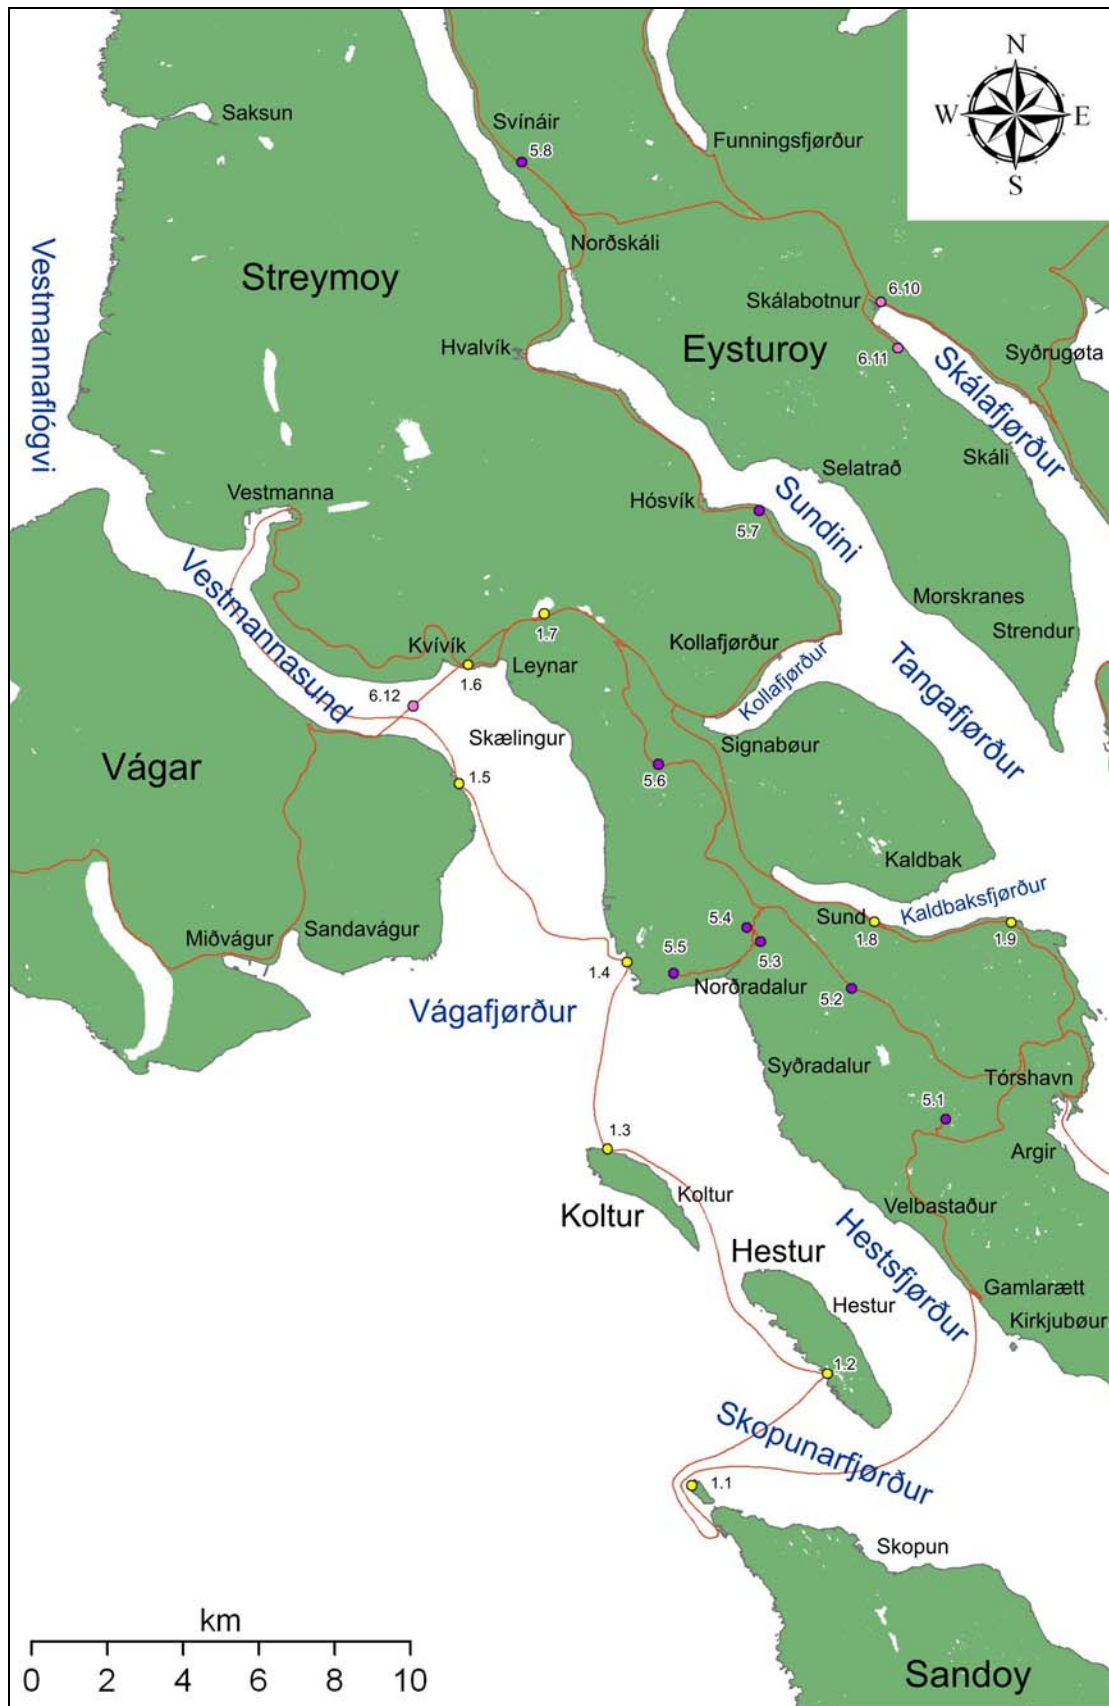 N
W
E
S
Saksun
Svínáir
5.8
Funningsfjørður
Norðskáli
Vestmannaflógvi
Streymoy
Skálabotnur
6.10
Hvalvík
Eysturoy
6.11
Syðrugøta
Skálafjørður
Skáli
Selatrað
Vestmanna
Hósvík
5.7
Sundini
Vestmannasund
Morskranes
Strendur
Kvívík
1.7
Leynar
1.6
Kollafjørður
Kollafjørður
Tangafjørður
6.12
Skælingur
Signabøur
Vágar
1.5
5.6
Kaldbak
Kaldbaksfjørður
Sund
1.8
1.9
5.4
5.3
Miðvágur
Sandavágur
1.4
5.5
Norðradalur
5.2
Vágafjørður
Syðradalur
Tórshavn
5.1
1.3
Argir
Koltur
Koltur
Velbastaður
Hestur
Hestsfjørður
Hestur
Gamlarætt
Kirkjubøur
1.2
Skopunarfjørður
1.1
Skopun
km
0 2 4 6 8 10
Sandoy